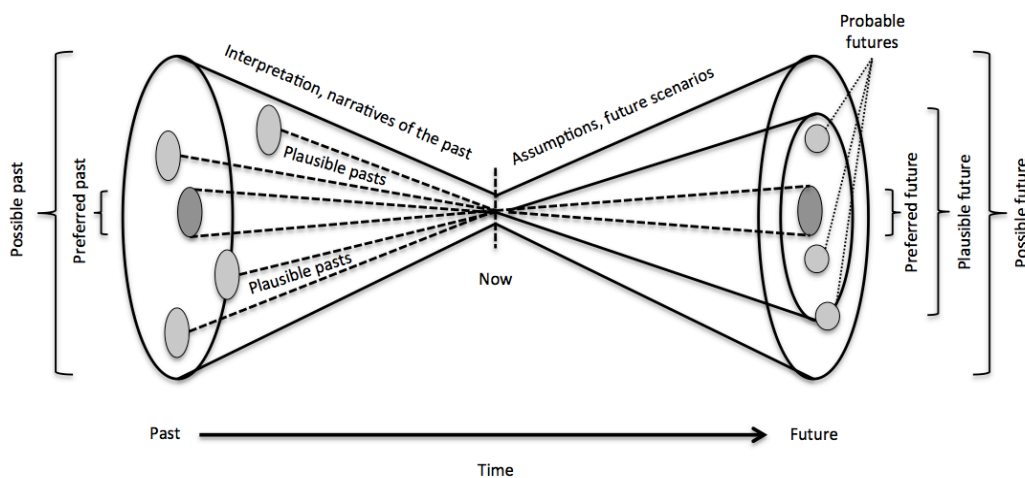 Probable
futures
Interpretation, narratives of the past
Assumptions, future scenarios
Possible past
Preferred past
Plausible pasts
Plausible pasts
Now
Preferred future
Plausible future
Possible future
Past
Future
Time